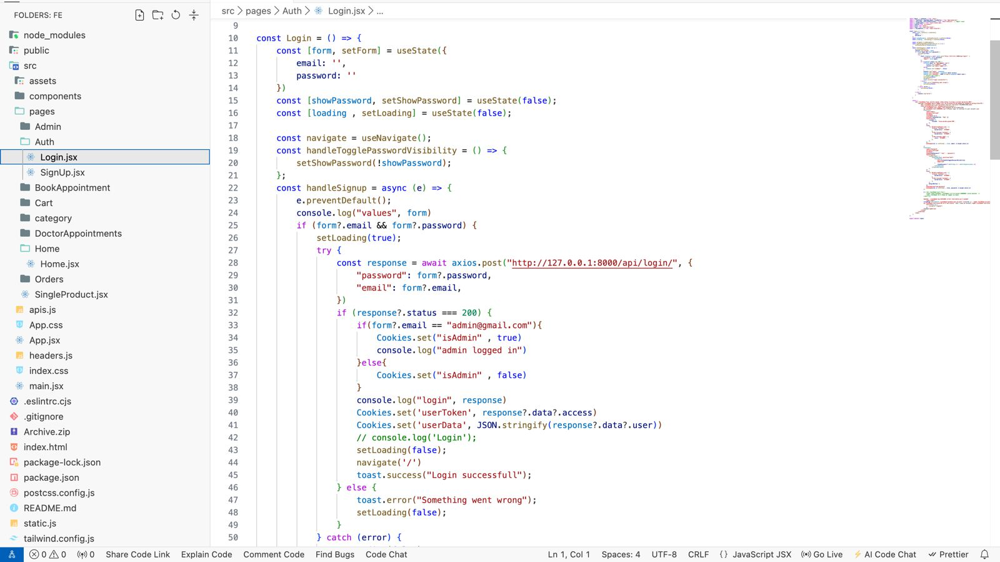 FOLDERS: FE
node_modules
public
src
assets
components
pages
Admin
Auth
Login.jsx
SignUp.jsx
BookAppointment
Cart
category
DoctorAppointments
Home
Home.jsx
Orders
SingleProduct.jsx
apis.js
App.css
App.jsx
headers.js
index.css
main.jsx
.eslintrc.cjs
.gitignore
Archive.zip
index.html
package-lock.json
package.json
postcss.config.js
README.md
static.js
tailwind.config.js
src > pages > Auth > Login.jsx > ...
9
10 const Login = () => {
11 const [form, setForm] = useState({
12 email: '',
13 password: ''
14 })
15 const [showPassword, setShowPassword] = useState(false);
16 const [loading , setLoading] = useState(false);
17
18 const navigate = useNavigate();
19 const handleTogglePasswordVisibility = () => {
20 setShowPassword(!showPassword);
21 };
22 const handleSignup = async (e) => {
23 e.preventDefault();
24 console.log("values", form)
25 if (form?.email && form?.password) {
26 setLoading(true);
27 try {
28 const response = await axios.post("http://127.0.0.1:8000/api/login/", {
29 "password": form?.password,
30 "email": form?.email,
31 })
32 if (response?.status === 200) {
33 if(form?.email == "admin@gmail.com"){
34 Cookies.set("isAdmin" , true)
35 console.log("admin logged in")
36 }else{
37 Cookies.set("isAdmin" , false)
38 }
39 console.log("login", response)
40 Cookies.set('userToken', response?.data?.access)
41 Cookies.set('userData', JSON.stringify(response?.data?.user))
42 // console.log('Login');
43 setLoading(false);
44 navigate('/')
45 toast.success("Login successfull");
46 } else {
47 toast.error("Something went wrong");
48 setLoading(false);
49 }
50 } catch (error) {
0 0 0 Share Code Link Explain Code Comment Code Find Bugs Code Chat Ln 1, Col 1 Spaces: 4 UTF-8 CRLF {} JavaScript JSX Go Live AI Code Chat Prettier